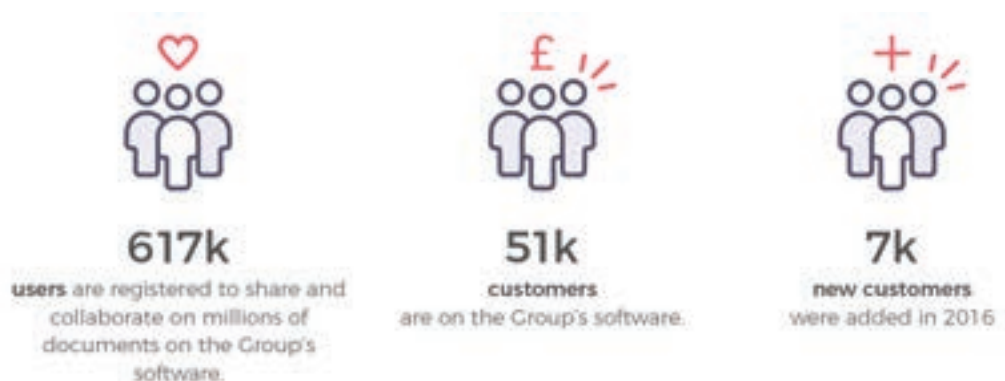 £
+
617k
users are registered to share and
collaborate on millions of
documents on the Group's
software.
51k
customers
are on the Group's software.
7k
new customers
were added in 2016